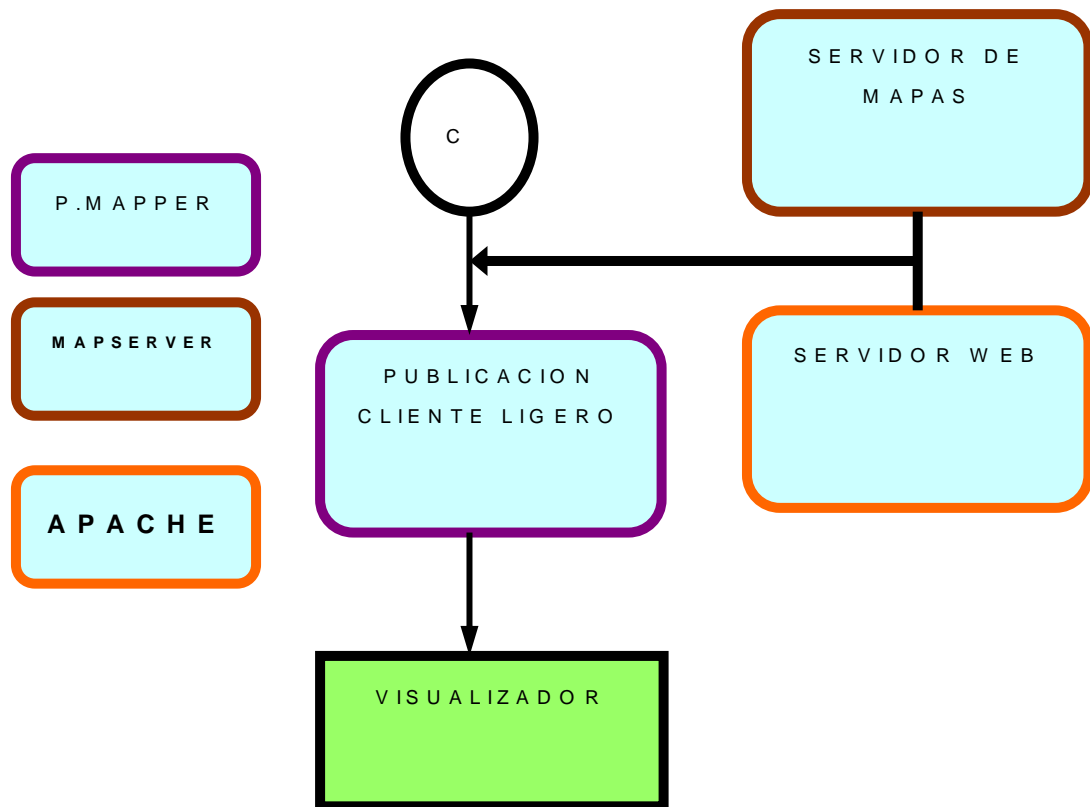 SERVIDOR DE
MAPAS
C
P.MAPPER
MAPSERVER
SERVIDOR WEB
PUBLICACION
CLIENTE LIGERO
APACHE
VISUALIZADOR